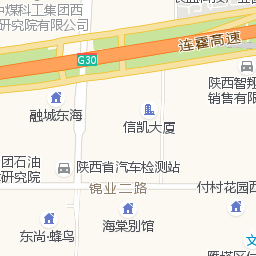 中煤科工集团西
研究院有限公司
连霍高速
G30
陕西智翔
销售有限
融城东海
信凯大厦
团石油
研究院
陕西省汽车检测站
锦业二路
付村花园西
海棠别馆
东尚·蜂鸟
文